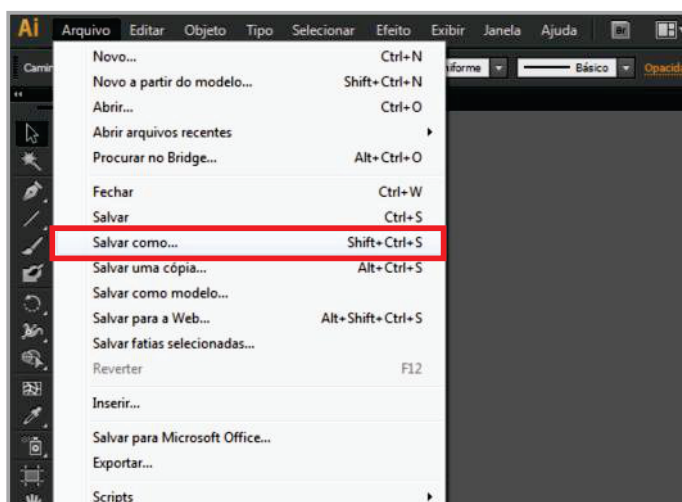 Ai Arquivo Editar Objeto Tipo Selecionar Efeito Exibir Janela Ajuda Br
Novo... Ctrl+N
Novo a partir do modelo... Shift+Ctrl+N
Abrir... Ctrl+O
Abrir arquivos recentes
Procurar no Bridge... Alt+Ctrl+O
Fechar Ctrl+W
Salvar Ctrl+S
Salvar como... Shift+Ctrl+S
Salvar uma cópia... Alt+Ctrl+S
Salvar como modelo...
Salvar para a Web... Alt+Shift+Ctrl+S
Salvar fatias selecionadas...
Reverter F12
Inserir...
Salvar para Microsoft Office...
Exportar...
Scripts
Básico